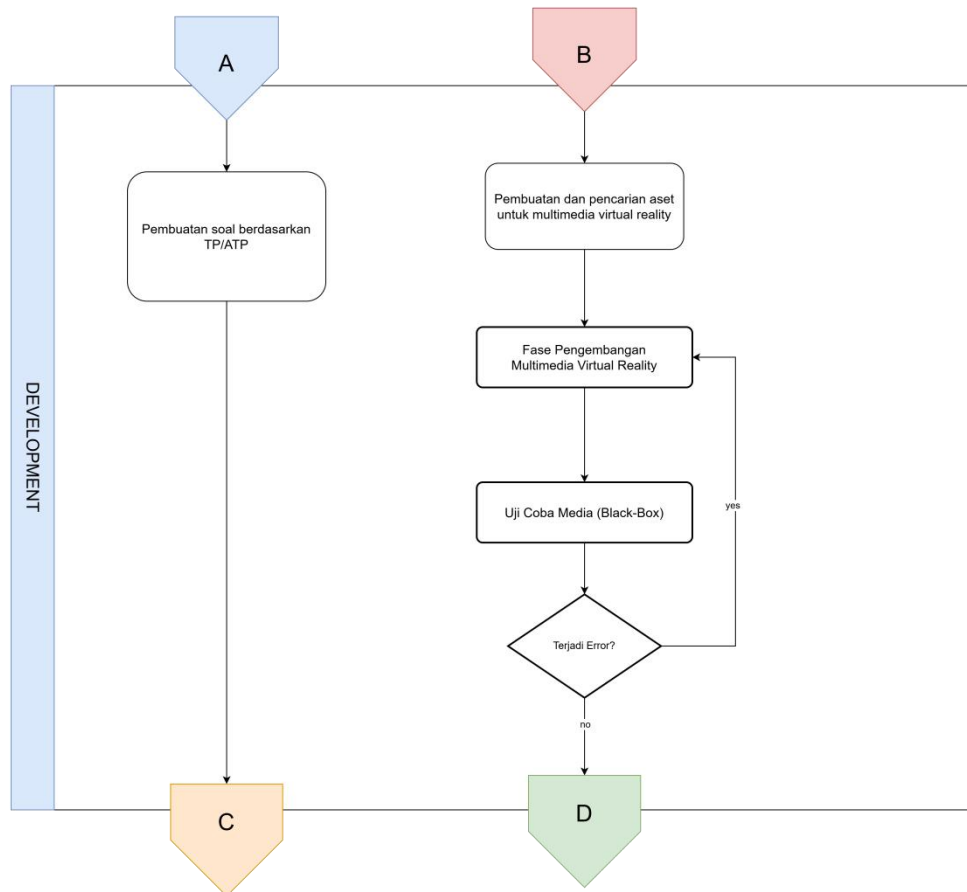 A
B
DEVELOPMENT
Pembuatan soal berdasarkan
TP/ATP
Pembuatan dan pencarian aset
untuk multimedia virtual reality
Fase Pengembangan
Multimedia Virtual Reality
Uji Coba Media (Black-Box)
yes
Terjadi Error?
no
C
D